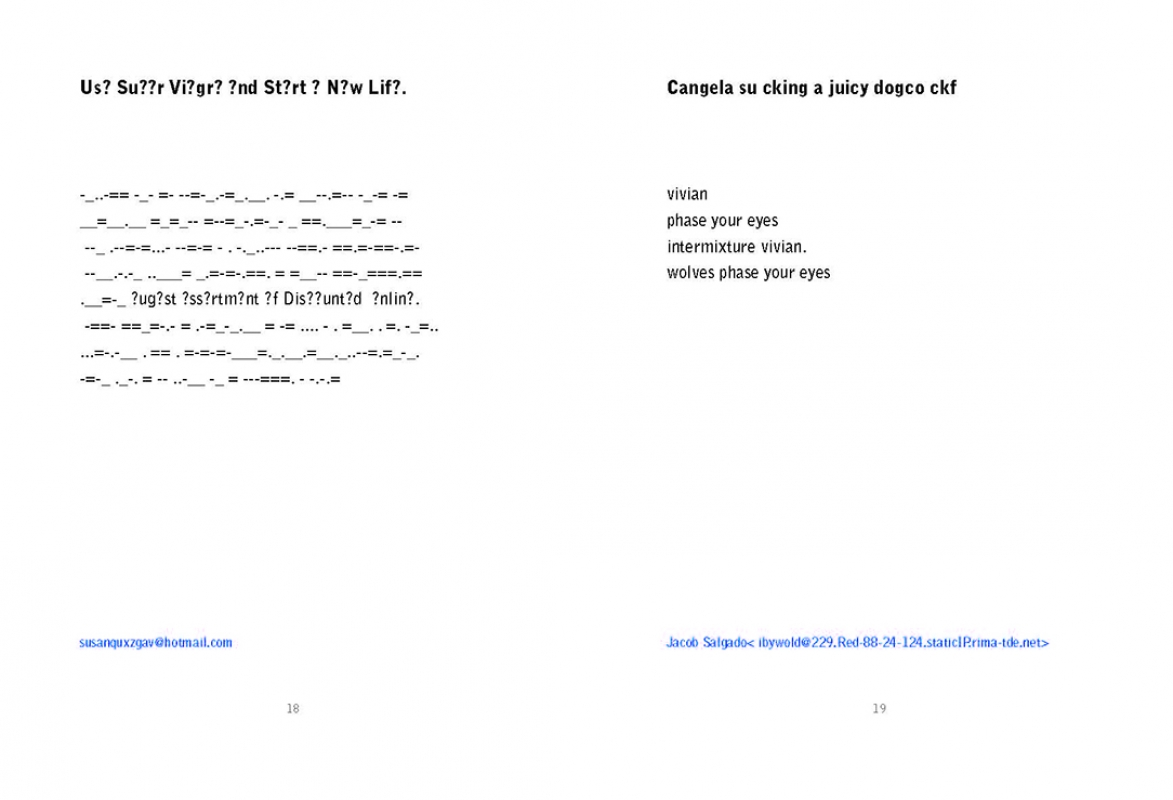 Us? Su??r Vi?gr? ?nd St?rt ? N?w Lif?.
-_..-== -_- =- --=-_.-=_.__. -.= __--.=-- -_-= -=
__=__.__ =_=_-- =--=_-.=-_- _ ==.___=_-= --
--_ .--=-=...- --=-= - . -._..--- --==.- ==.=-==-.=-
--__.-.-_ ..___= _.=-=-.==. = =__-- ==-_===.==
.__=-_ ?ug?st ?ss?rtm?nt ?f Dis??unt?d ?nlin?.
-==- ==_=-.- = .-=_-_.__ = -= .... - . =__. . =. -_=..
...=-.-__ . == . =-=-=-___=._.__.=__._..--=.=_-_.
-=-_ ._-. = -- ..-__ -_ = ---===. - -.-.=
susanquxzgav@hotmail.com
18
Cangela su cking a juicy dogco ckf
vivian
phase your eyes
intermixture vivian.
wolves phase your eyes
Jacob Salgado< ibywold@229.Red-88-24-124.staticIP.rima-tde.net>
19